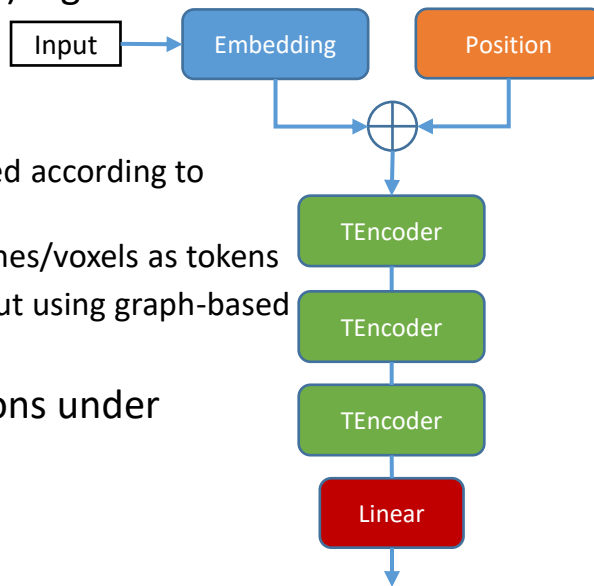 Input
Embedding
Position
ed according to
TEncoder
nes/voxels as tokens
ut using graph-based
TEncoder
ons under
TEncoder
Linear